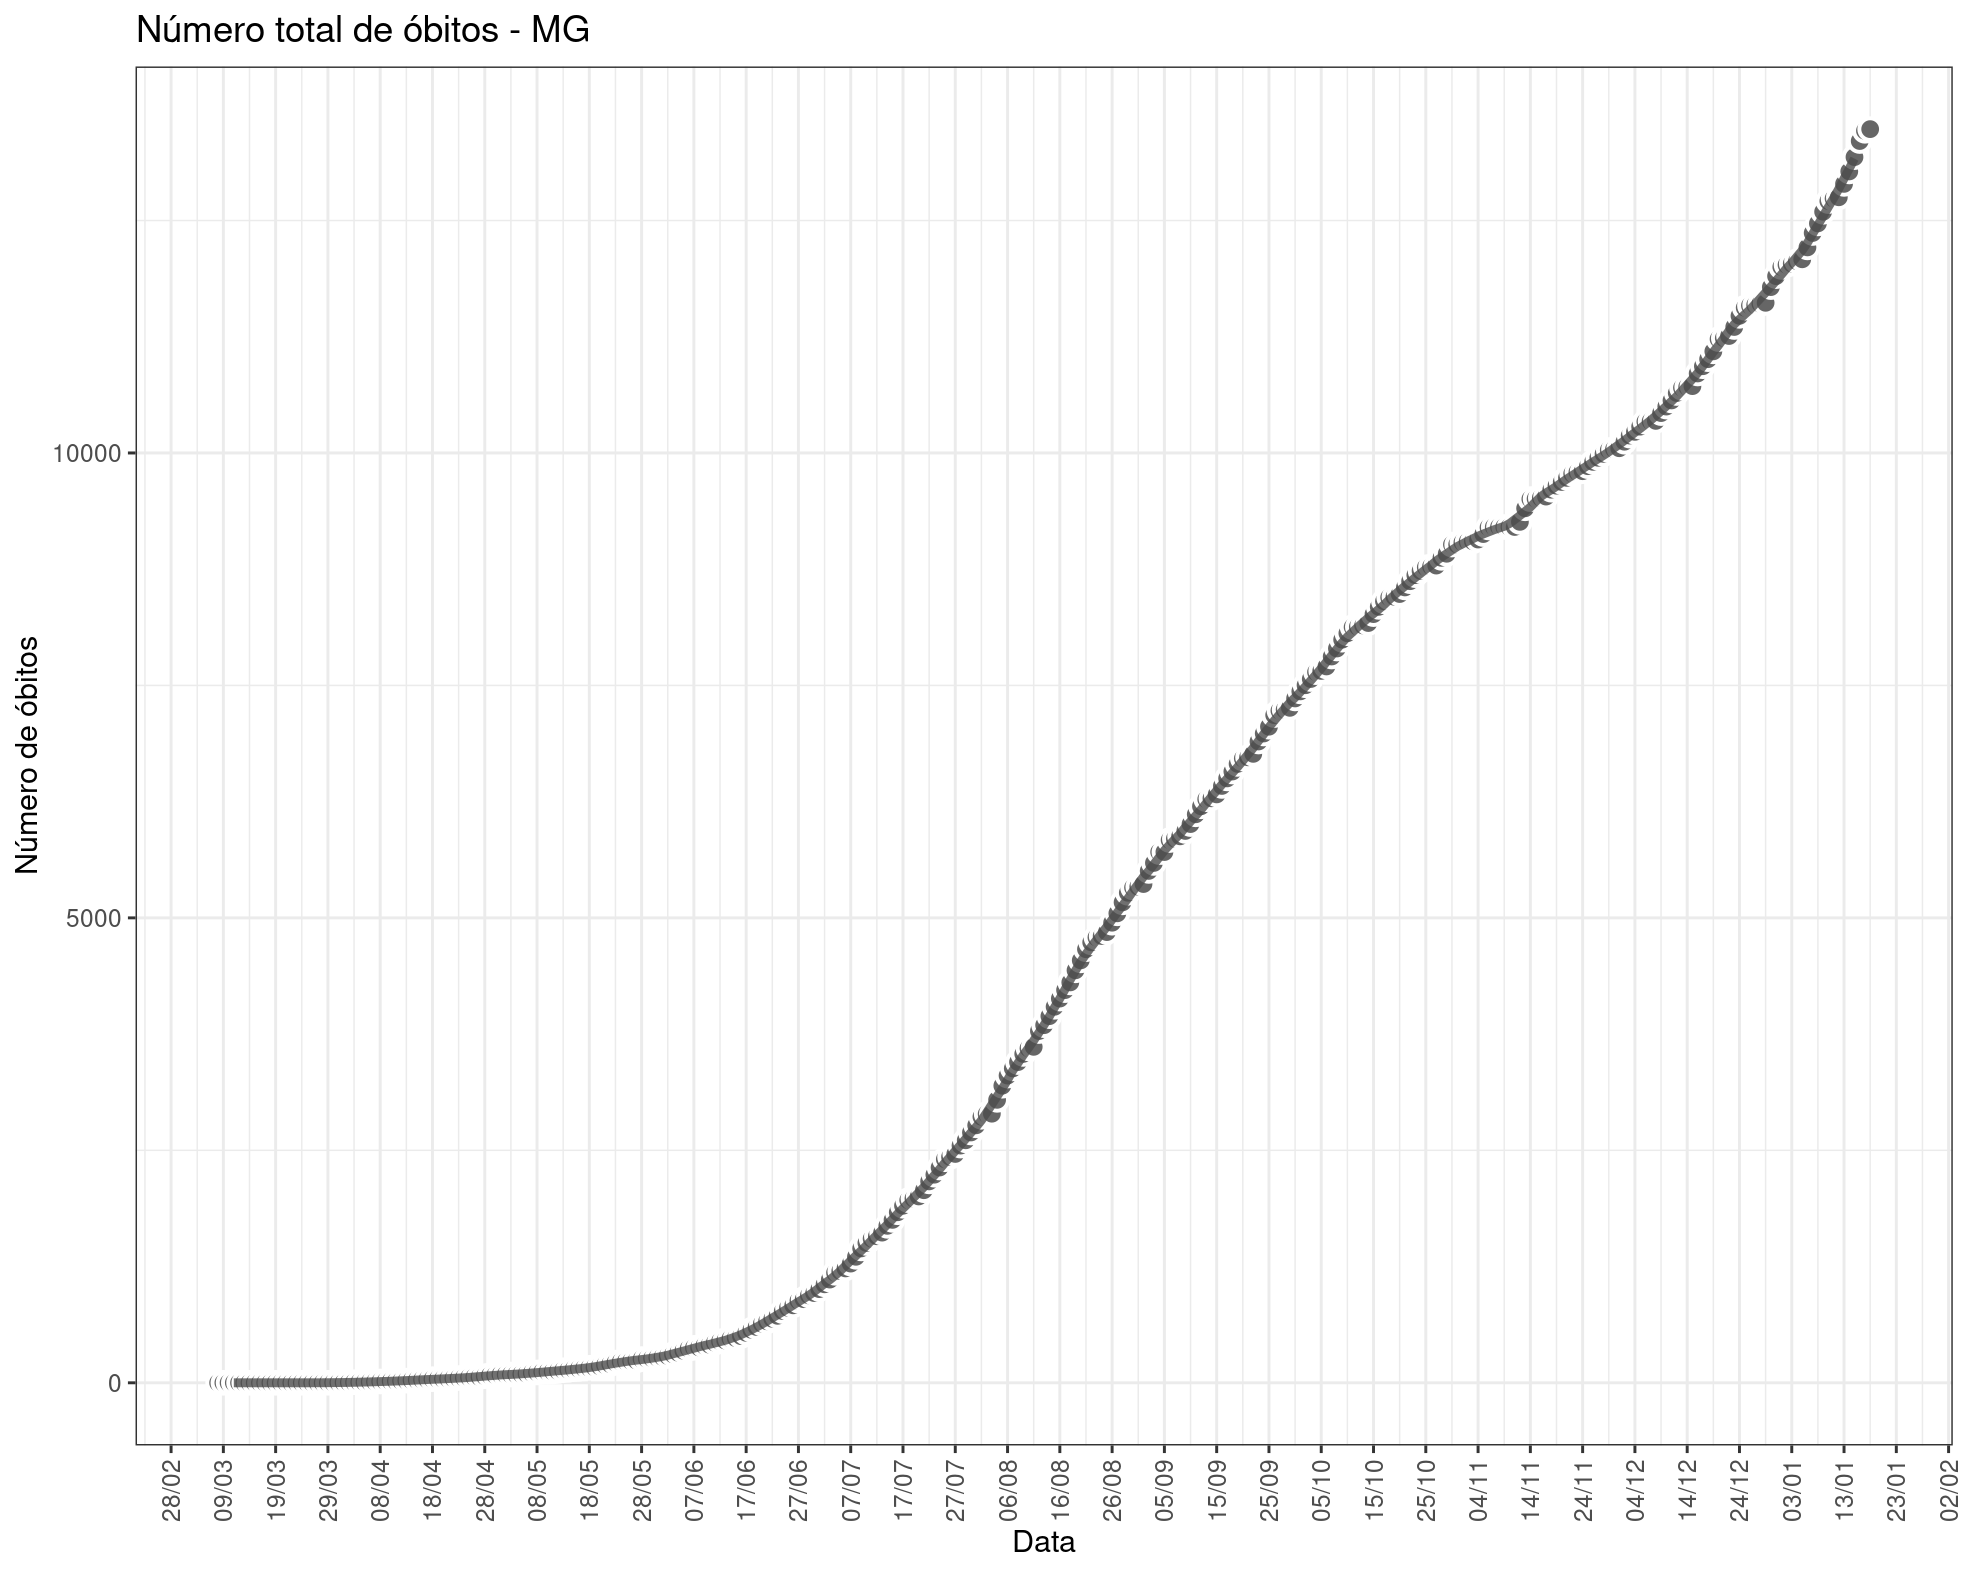 Número total de óbitos - MG
Número de óbitos
10000
5000
0
28/02 09/03 19/03 29/03 08/04 18/04 28/04 08/05 18/05 28/05 07/06 17/06 27/06 07/07 17/07 27/07 06/08 16/08 26/08 05/09 15/09 25/09 05/10 15/10 25/10 04/11 14/11 24/11 04/12 14/12 24/12 03/01 13/01 23/01 02/02
Data